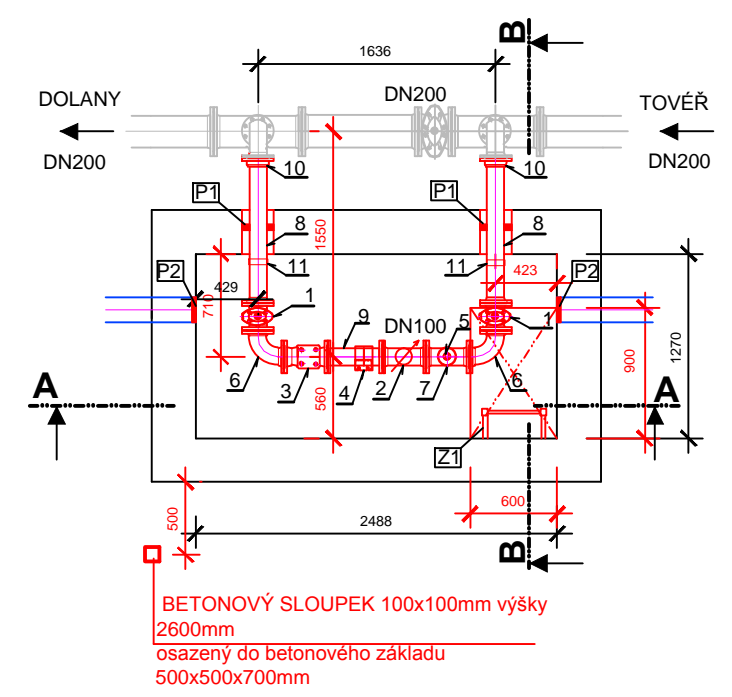 B
1636
DOLANY
DN200
TOVÉŘ
DN200
DN200
10
10
P1
P1
8
8
1550
11
11
423
P2
P2
429
710
1
1
9
DN100
5
1270
900
A
A
6
3
4
2
7
6
560
Z1
600
500
2488
B
BETONOVÝ SLOUPEK 100x100mm výšky
2600mm
osazený do betonového základu
500x500x700mm